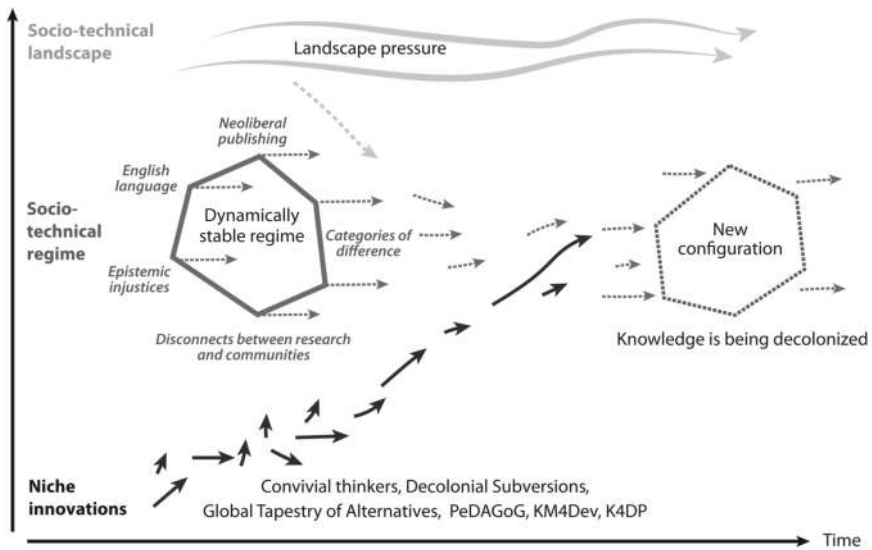 Socio-technical
landscape
Landscape pressure
Neoliberal
publishing
English
language
Socio-
technical
regime
Dynamically
stable regime
Categories of
difference
Epistemic
injustices
Disconnects between research
and communities
New
configuration
Knowledge is being decolonized
Niche
innovations
Convivial thinkers, Decolonial Subversions,
Global Tapestry of Alternatives, PeDAGoG, KM4Dev, K4DP
Time